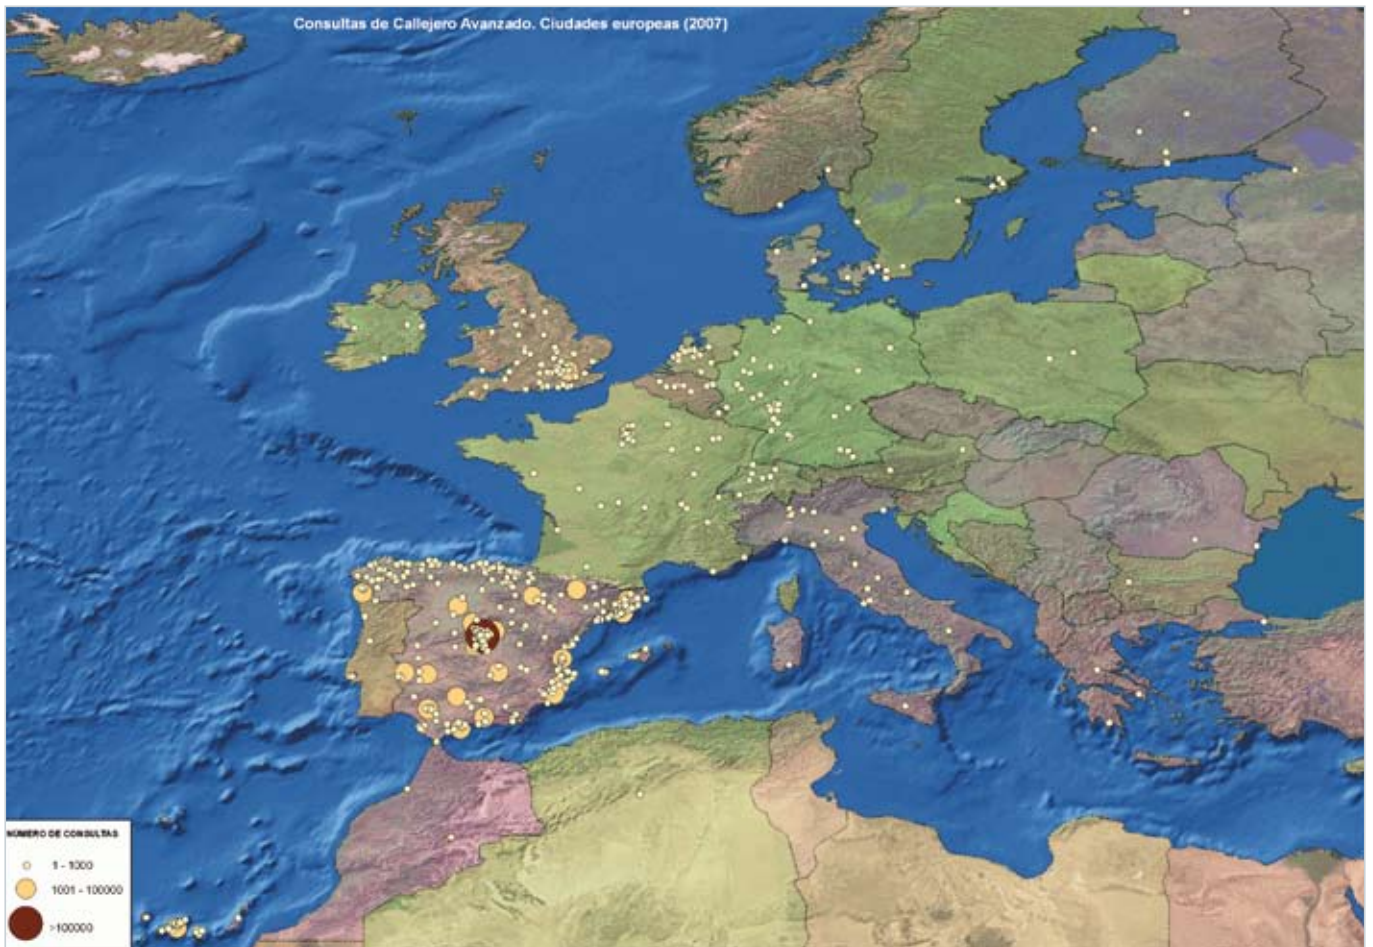 Consultas de Callejero Avanzado. Ciudades europeas (2007)
NÚMERO DE CONSULTAS
1 - 1000
1001 - 100000
>100000